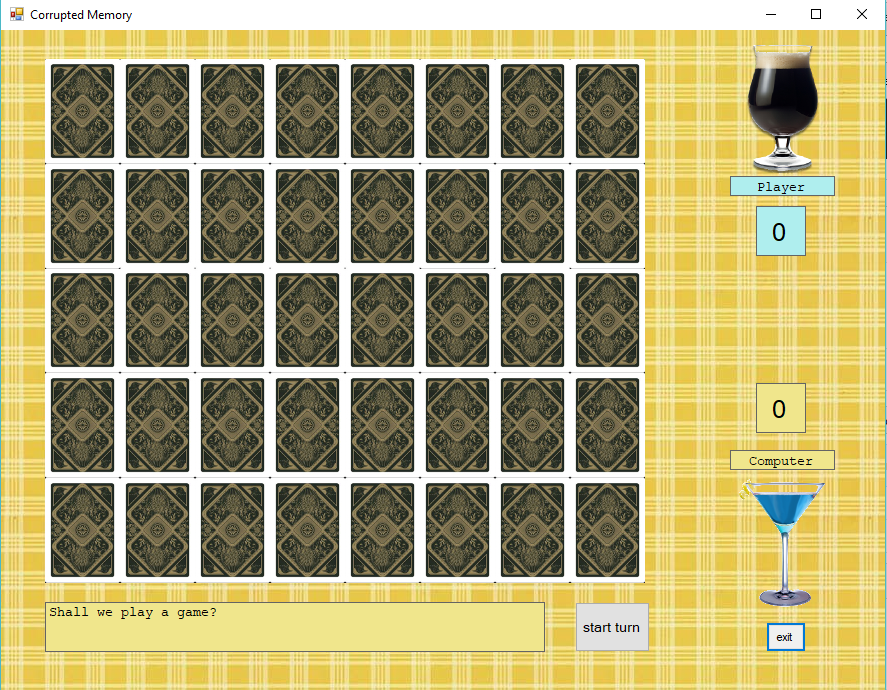 Corrupted Memory
Player
0
0
Computer
Shall we play a game?
start turn
exit